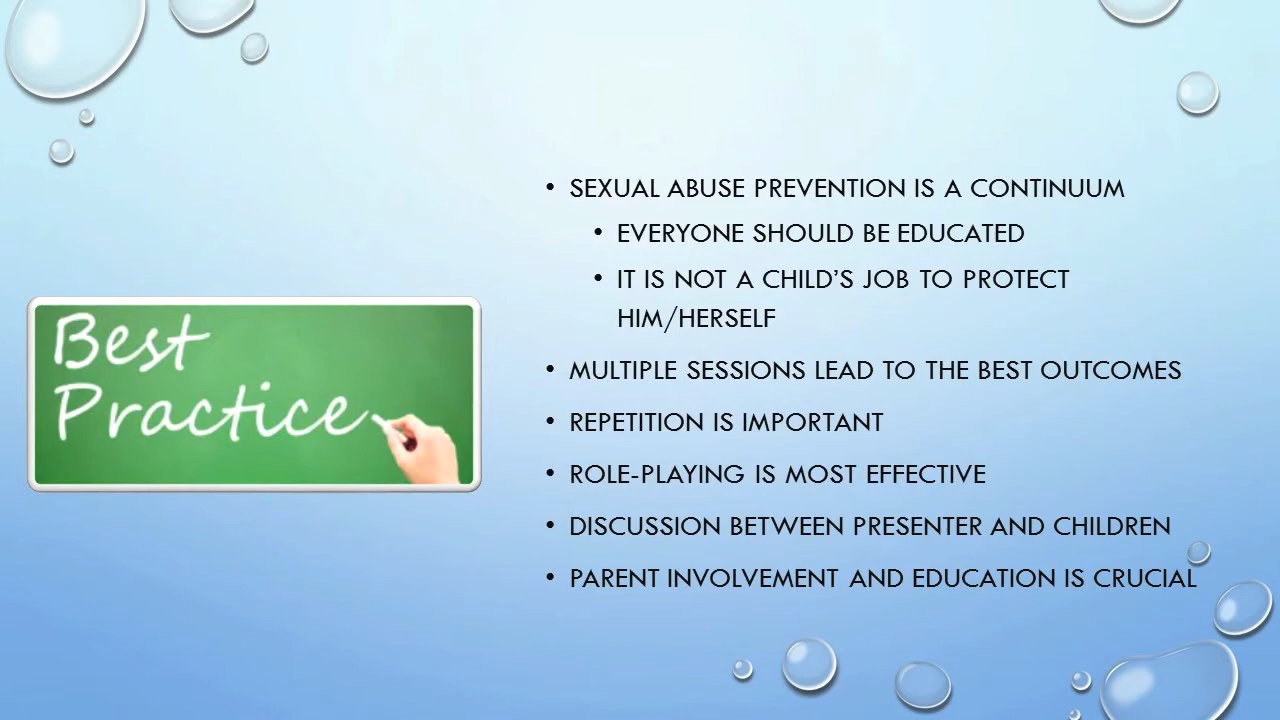 Best
Practice
• SEXUAL ABUSE PREVENTION IS A CONTINUUM
• EVERYONE SHOULD BE EDUCATED
• IT IS NOT A CHILD’S JOB TO PROTECT
HIM/HERSELF
• MULTIPLE SESSIONS LEAD TO THE BEST OUTCOMES
• REPETITION IS IMPORTANT
• ROLE-PLAYING IS MOST EFFECTIVE
• DISCUSSION BETWEEN PRESENTER AND CHILDREN
• PARENT INVOLVEMENT AND EDUCATION IS CRUCIAL